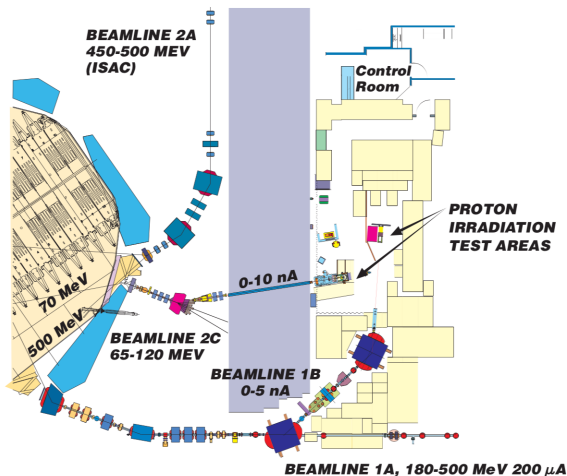 BEAMLINE 2A
450-500 MEV
(ISAC)
Control
Room
PROTON
IRRADIATION
TEST AREAS
70 MeV
500 MeV
0-10 nA
BEAMLINE 2C
65-120 MEV
BEAMLINE 1B
0-5 nA
BEAMLINE 1A, 180-500 MeV 200 µA